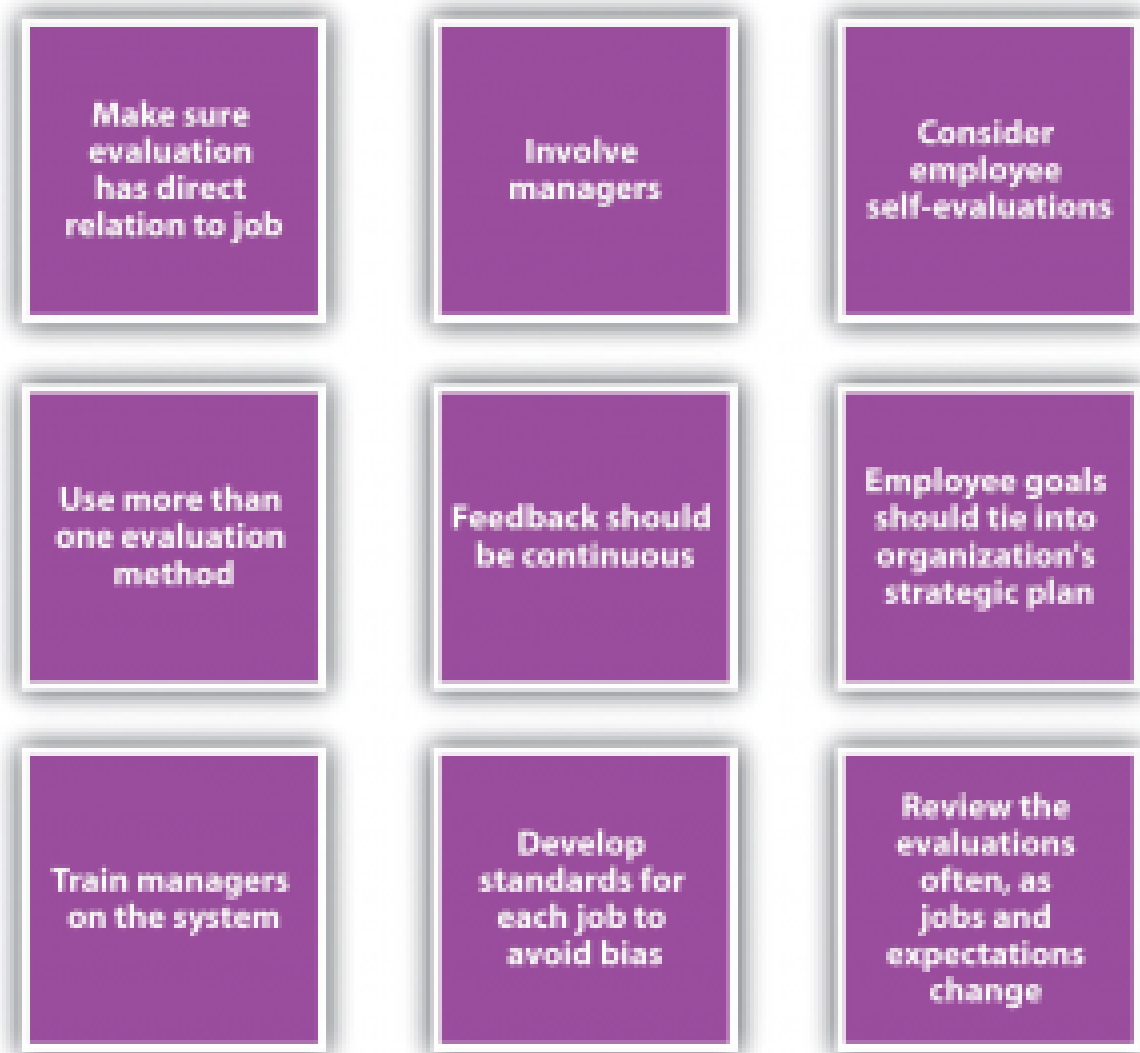 Make sure
evaluation
has direct
relation to job
Involve
managers
Consider
employee
self-evaluations
Use more than
one evaluation
method
Feedback should
be continuous
Employee goals
should tie into
organization's
strategic plan
Train managers
on the system
Develop
standards for
each job to
avoid bias
Review the
evaluations
often, as
jobs and
expectations
change